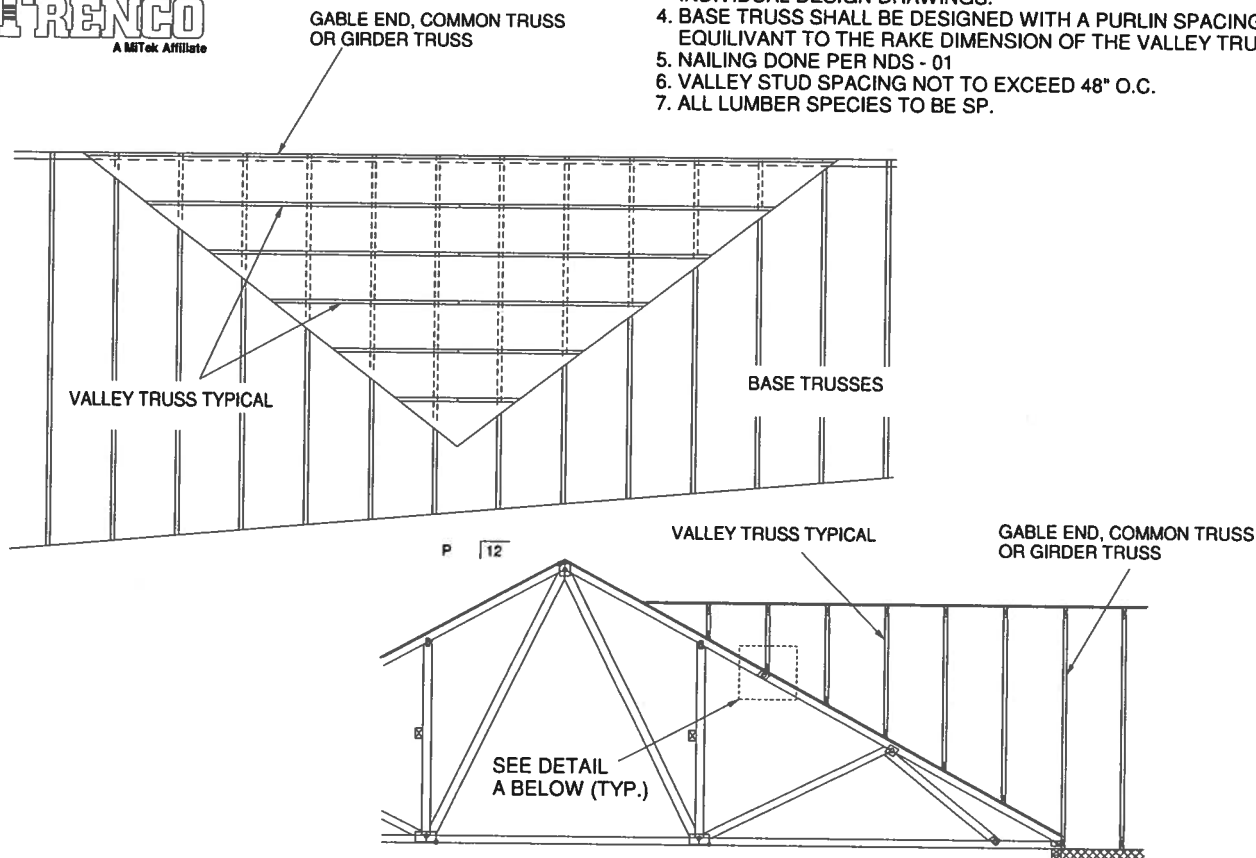 TRENCO
A MiTek Affiliate
GABLE END, COMMON TRUSS
OR GIRDER TRUSS
INDIVIDUAL DESIGN DRAWINGS.
4. BASE TRUSS SHALL BE DESIGNED WITH A PURLIN SPACING
EQUILIVANT TO THE RAKE DIMENSION OF THE VALLEY TRU
5. NAILING DONE PER NDS - 01
6. VALLEY STUD SPACING NOT TO EXCEED 48" O.C.
7. ALL LUMBER SPECIES TO BE SP.
VALLEY TRUSS TYPICAL
BASE TRUSSES
P 12
VALLEY TRUSS TYPICAL
GABLE END, COMMON TRUSS
OR GIRDER TRUSS
SEE DETAIL
A BELOW (TYP.)